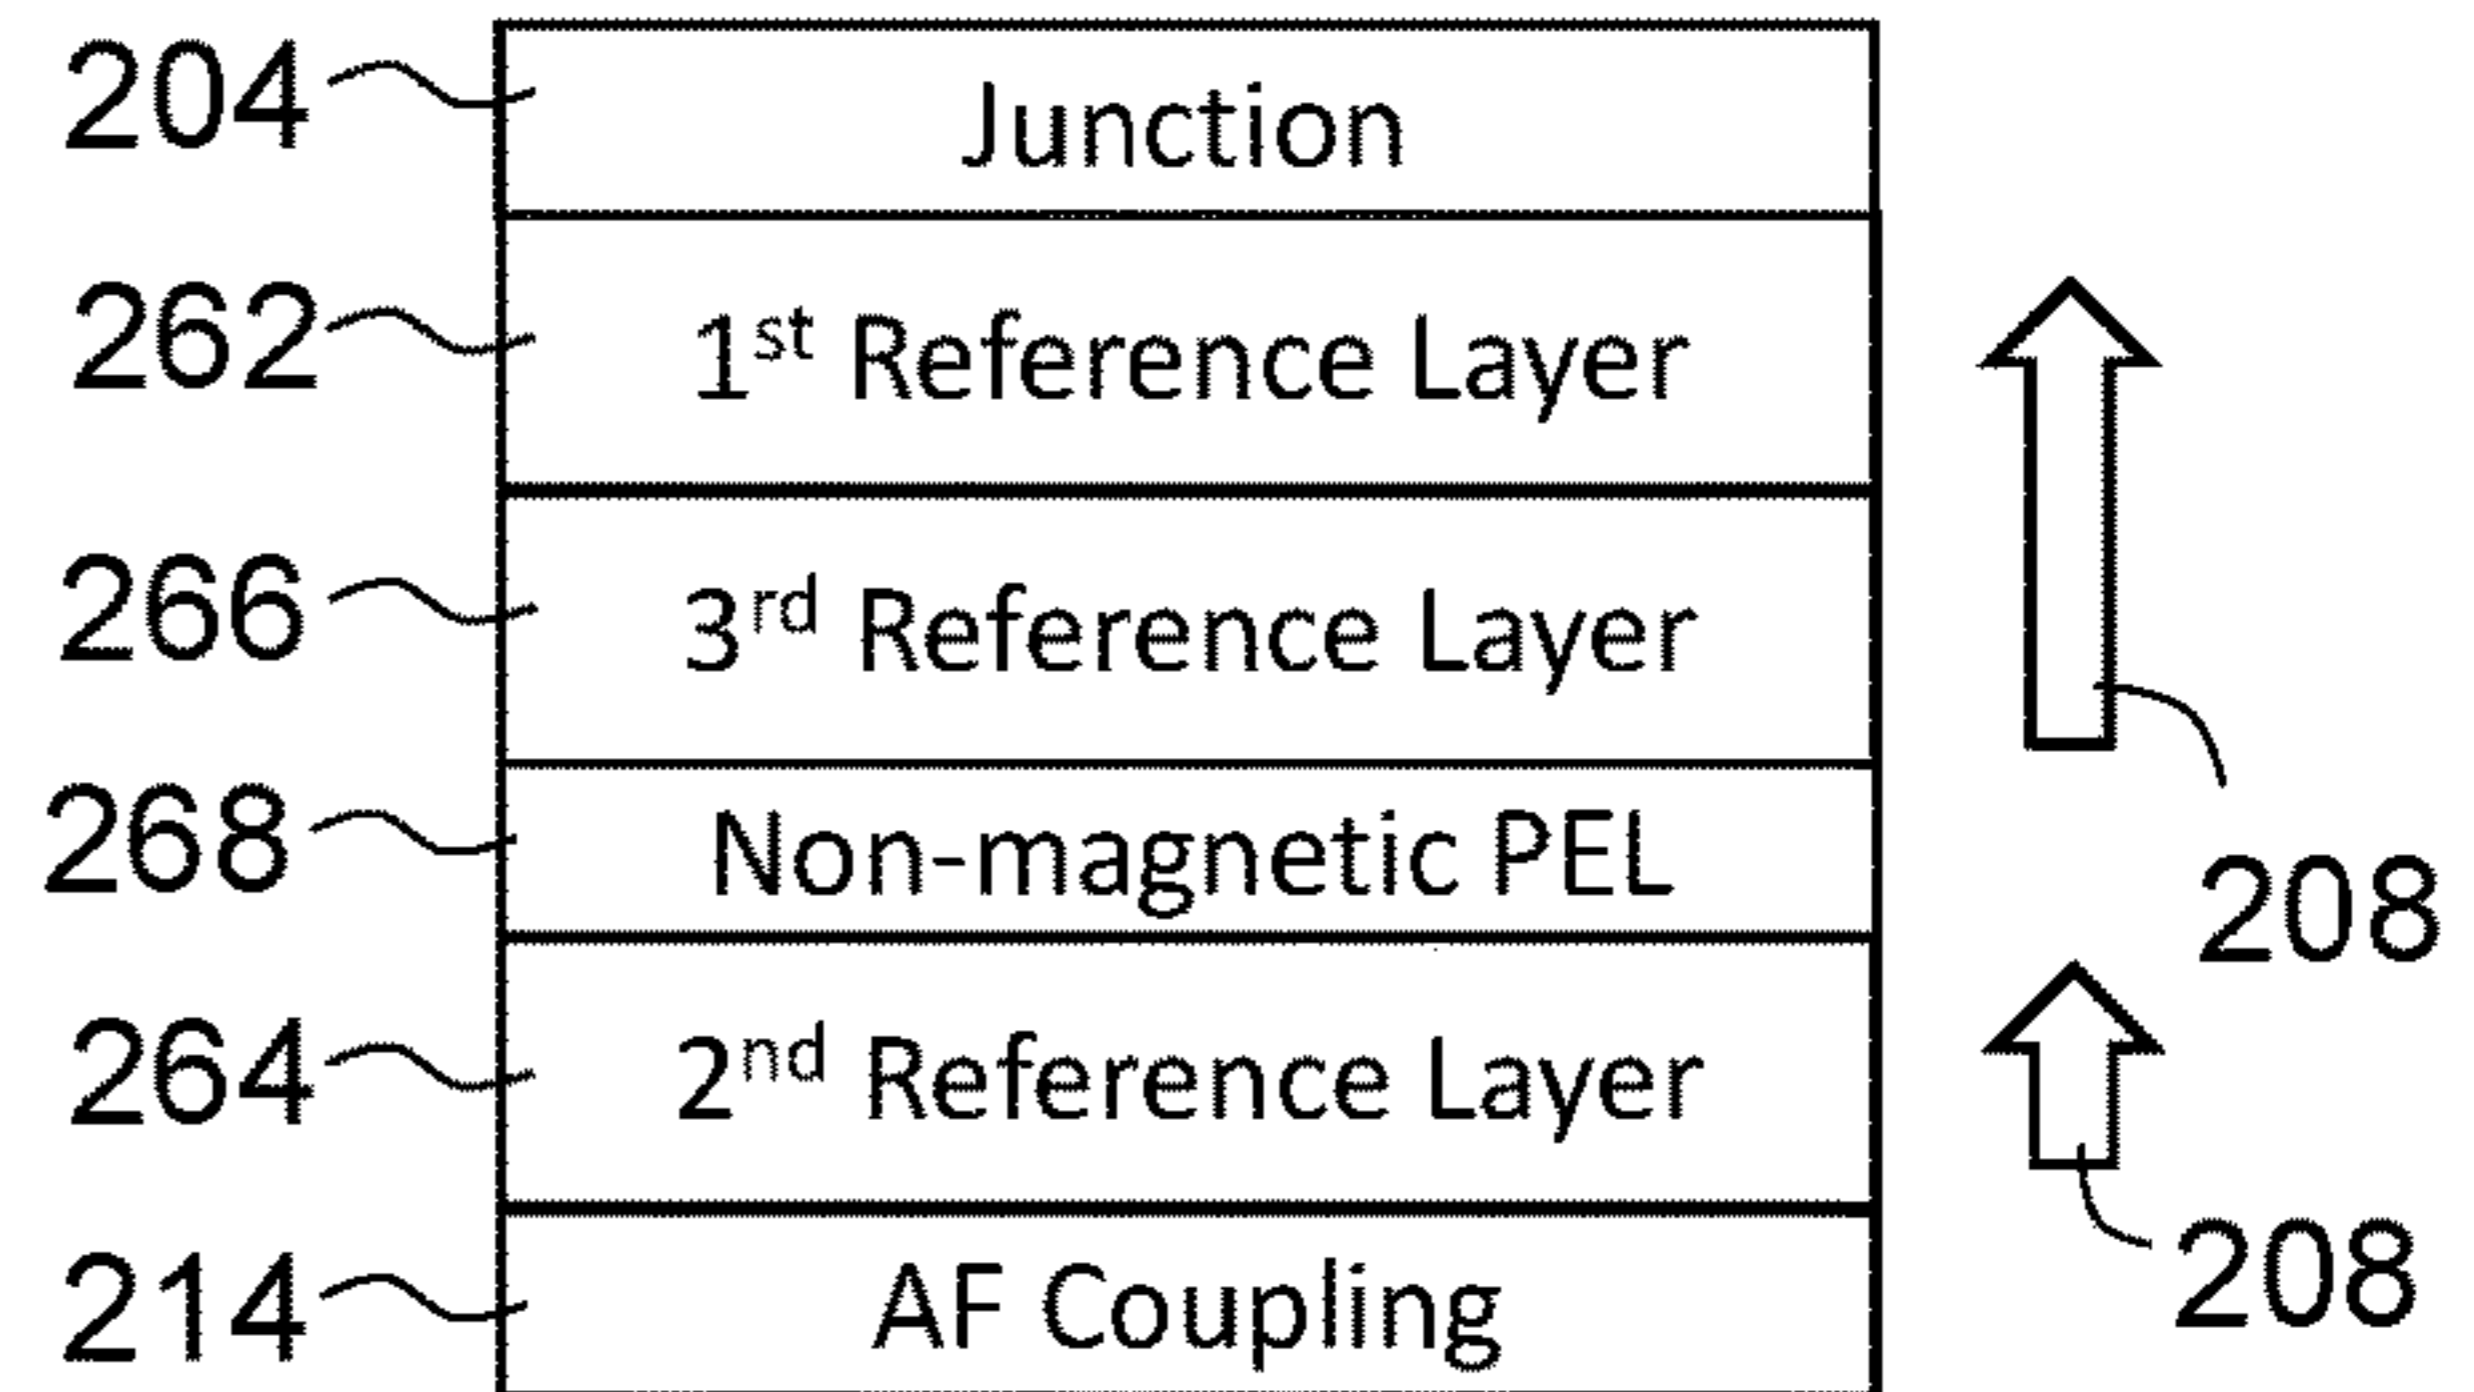 204 Junction
262 1st Reference Layer
266 3rd Reference Layer
268 Non-magnetic PEL
208
264 2nd Reference Layer
214 AF Coupling
208